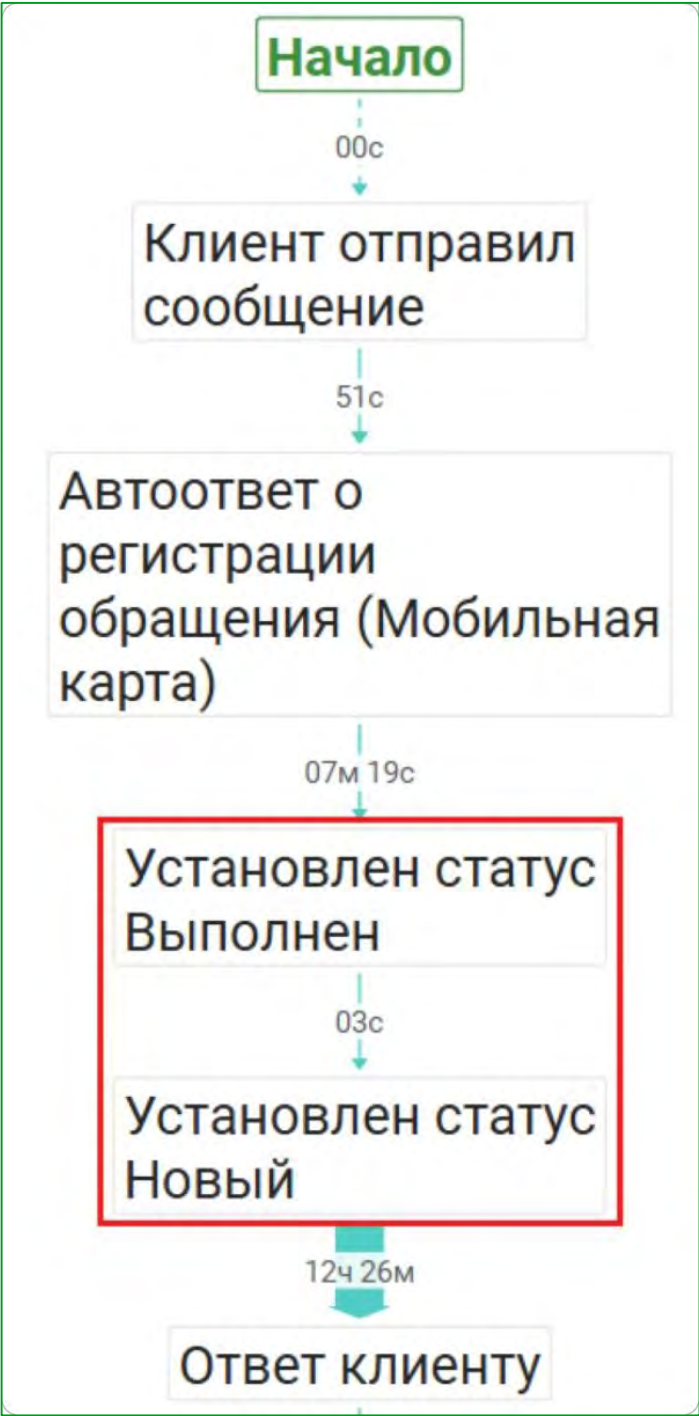 Начало
00с
Клиент отправил
сообщение
51с
Автоответ о
регистрации
обращения (Мобильная
карта)
07м 19с
Установлен статус
Выполнен
03с
Установлен статус
Новый
12ч 26м
Ответ клиенту